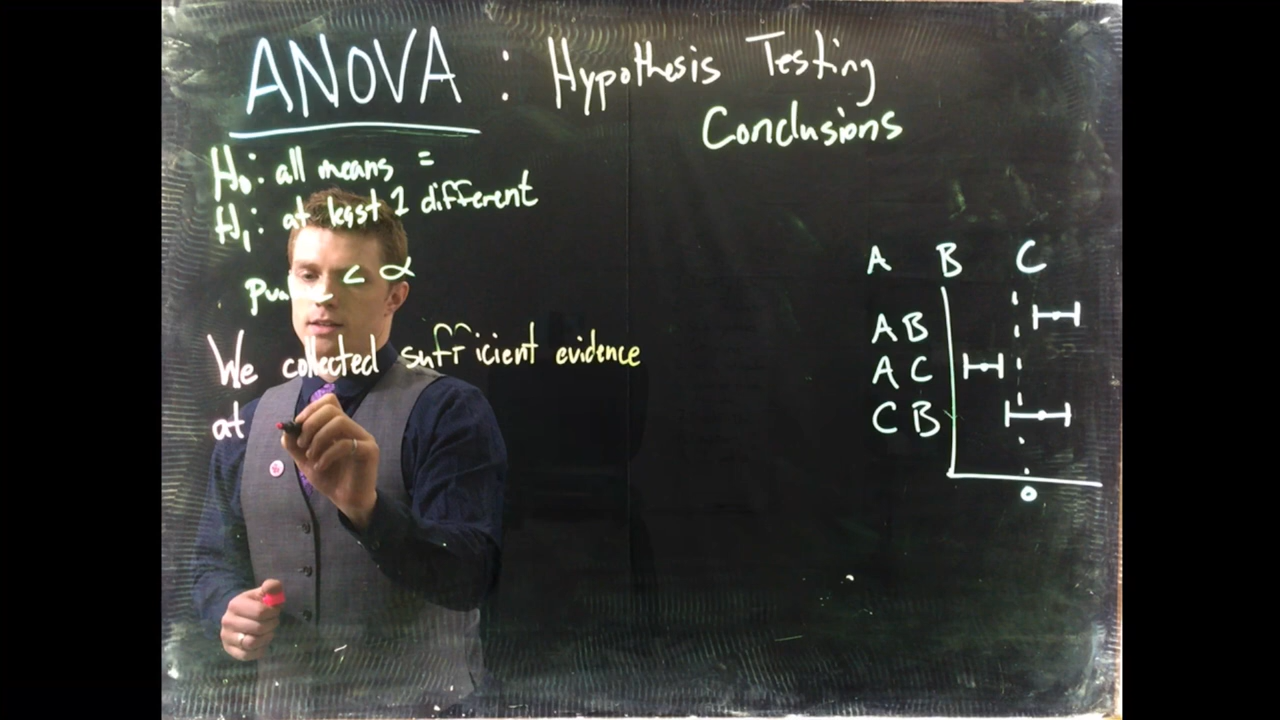 ANOVA : Hypothesis Testing
Conclusions
H₀: all means =
H₁: at least 1 different
< α
We collected sufficient evidence
at
A B C
A B
A C
C B
0